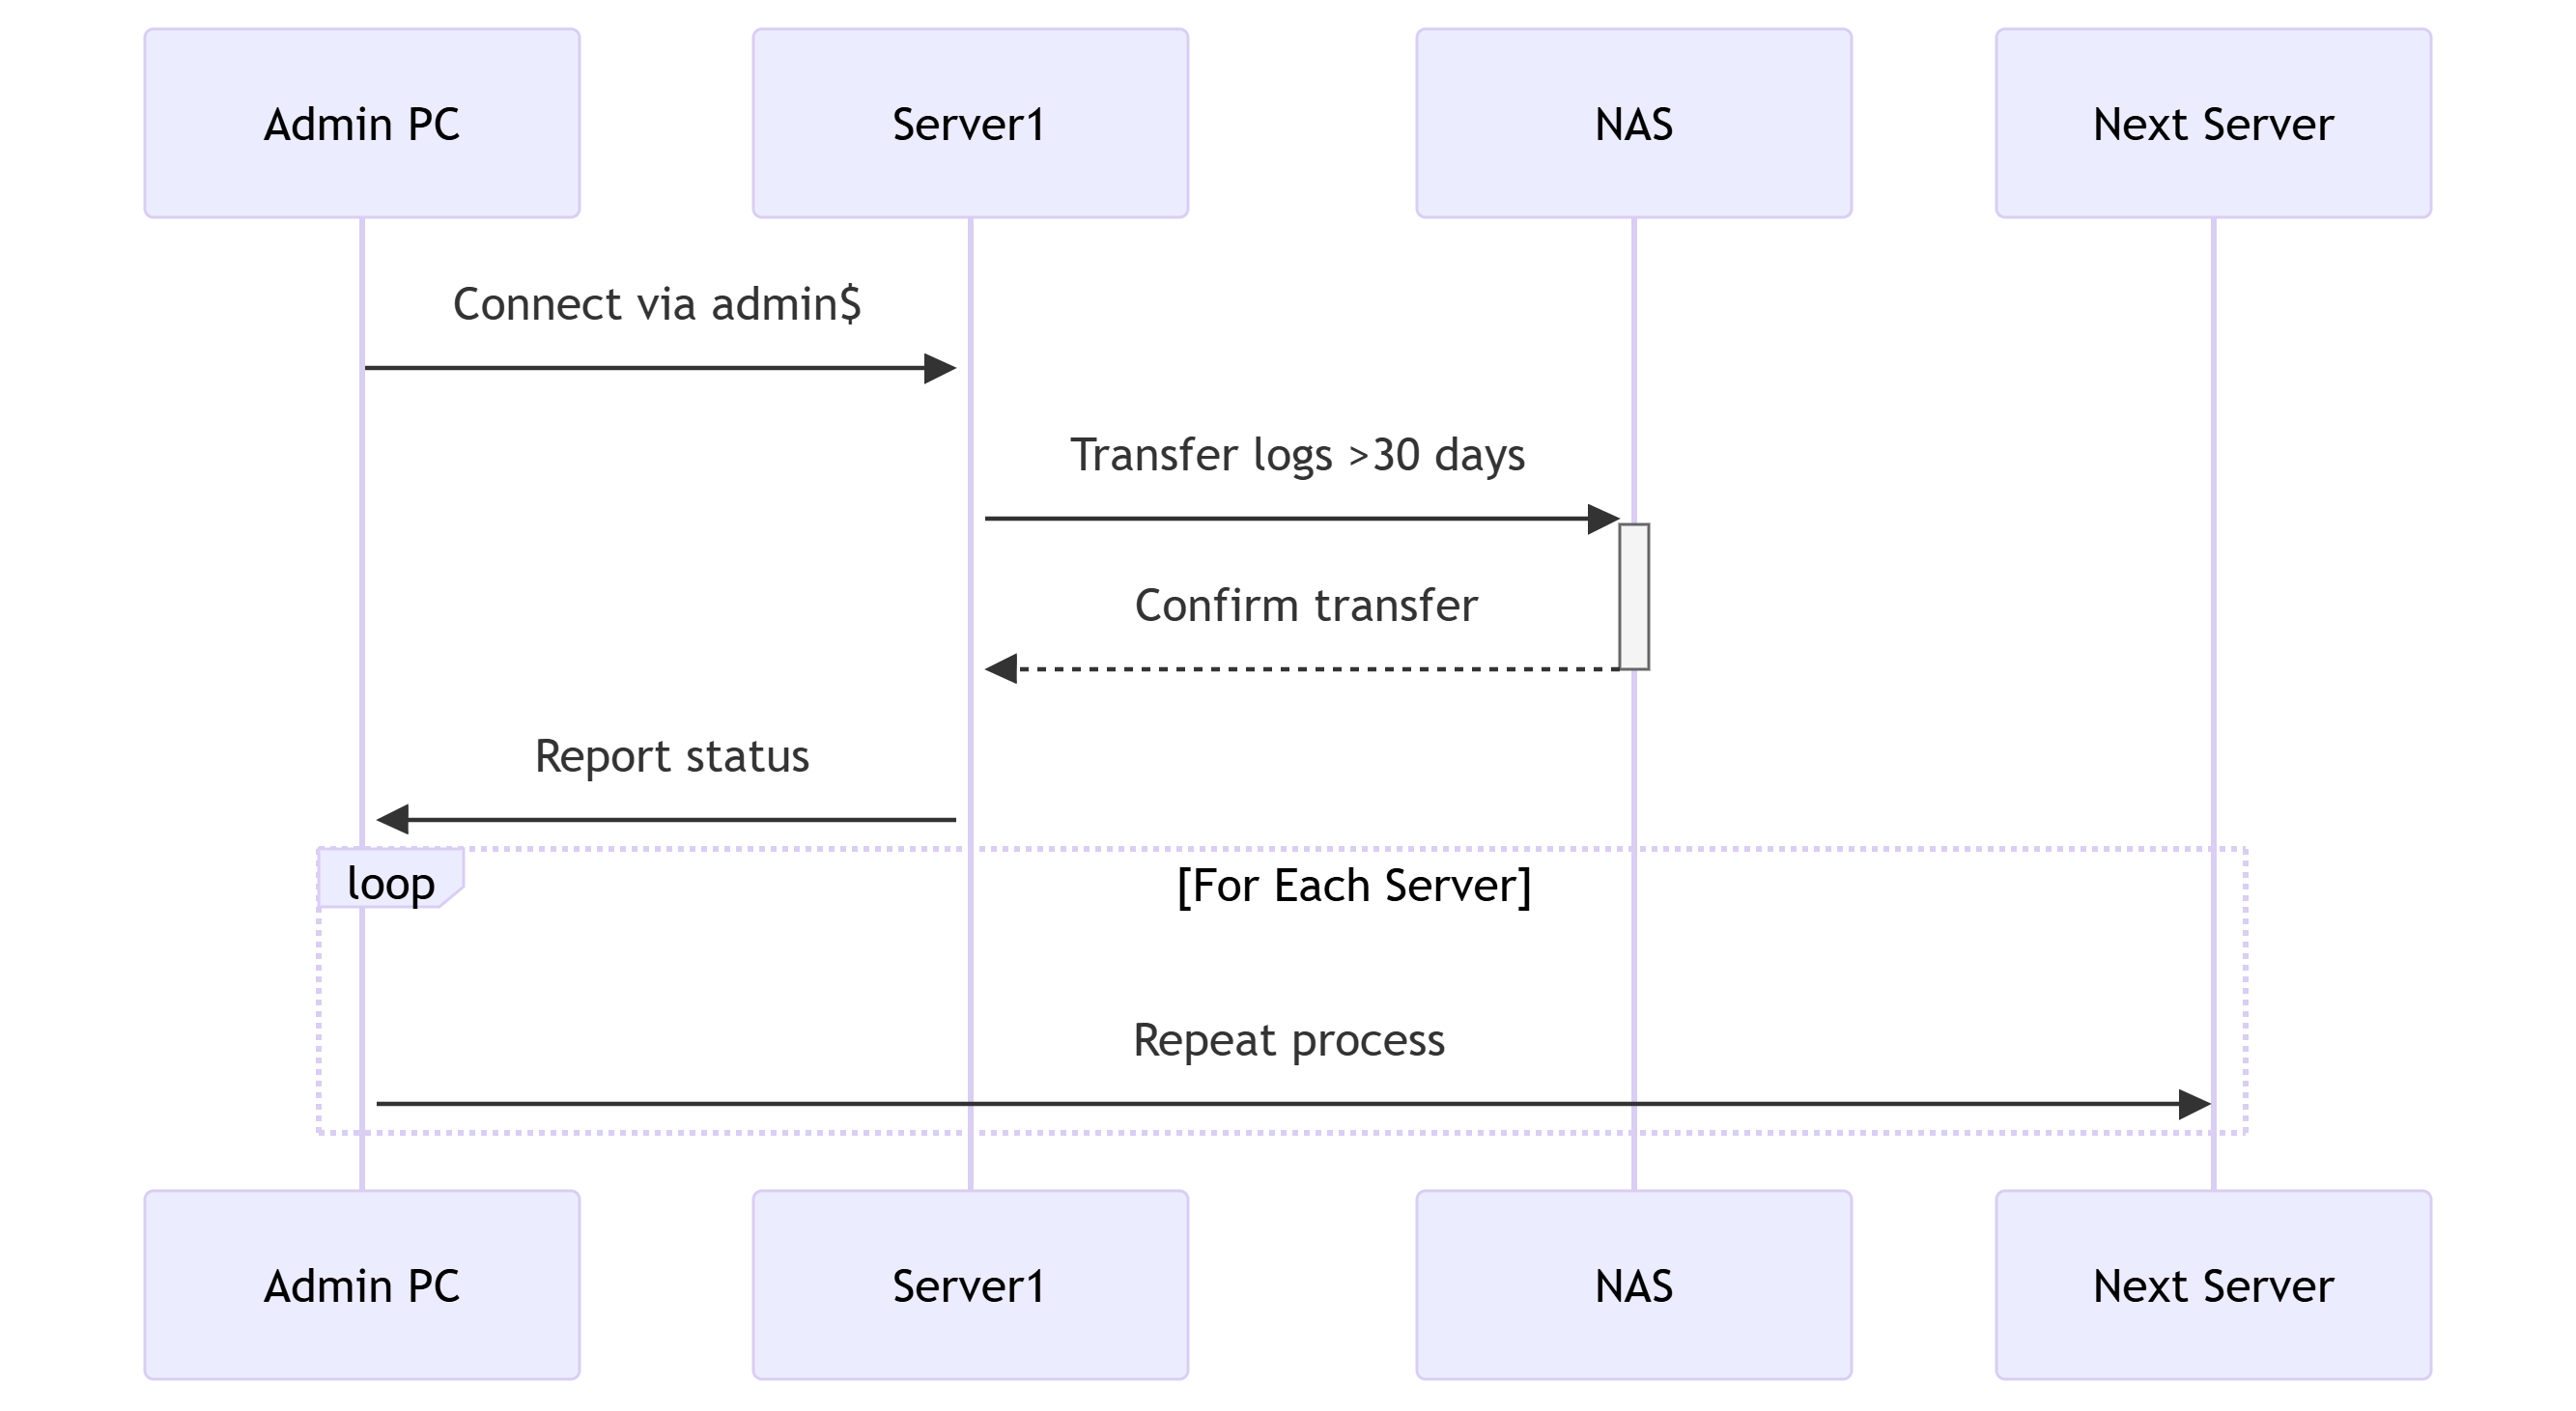 Admin PC
Server1
NAS
Next Server
Connect via admin$
Transfer logs >30 days
Confirm transfer
Report status
loop
[For Each Server]
Repeat process
Admin PC
Server1
NAS
Next Server